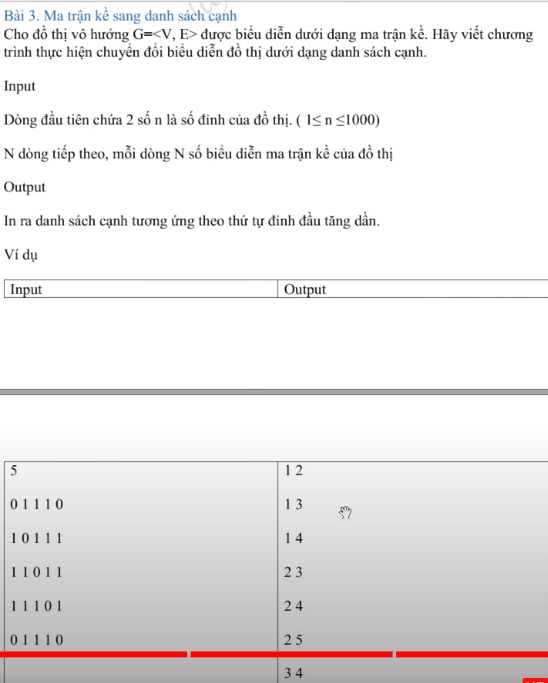 Bài 3. Ma trận kề sang danh sách cạnh
Cho đồ thị vô hướng G=<V, E> được biểu diễn dưới dạng ma trận kề. Hãy viết chương
trình thực hiện chuyển đổi biểu diễn đồ thị dưới dạng danh sách cạnh.
Input
Dòng đầu tiên chứa 2 số n là số đỉnh của đồ thị. ( 1≤ n ≤1000)
N dòng tiếp theo, mỗi dòng N số biểu diễn ma trận kề của đồ thị
Output
In ra danh sách cạnh tương ứng theo thứ tự đỉnh đầu tăng dần.
Ví dụ
Input Output
5 1 2
0 1 1 1 0 1 3
1 0 1 1 1 1 4
1 1 0 1 1 2 3
1 1 1 0 1 2 4
0 1 1 1 0 2 5
3 4